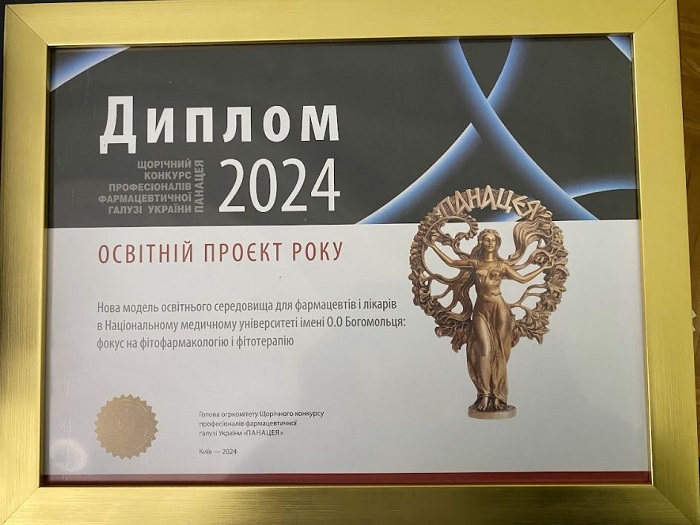 Диплом
ЩОРІЧНИЙ
КОНКУРС
ПРОФЕСІОНАЛІВ
ФАРМАЦЕВТИЧНОЇ
ГАЛУЗІ УКРАЇНИ
ПАНАЦЕЯ
2024
ПАНАЦЕЯ
ОСВІТНІЙ ПРОЄКТ РОКУ
Нова модель освітнього середовища для фармацевтів і лікарів
в Національному медичному університеті імені О.О Богомольця:
фокус на фітофармакологію і фітотерапію
Голова оргкомітету Щорічного конкурсу
професіоналів фармацевтичної
галузі України «ПАНАЦЕЯ»
Київ — 2024